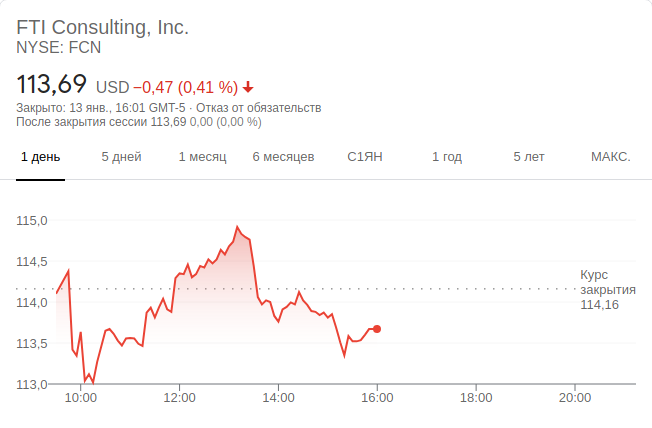 FTI Consulting, Inc.
NYSE: FCN
113,69 USD −0,47 (0,41 %)
Закрыто: 13 янв., 16:01 GMT-5 · Отказ от обязательств
После закрытия сессии 113,69 0,00 (0,00 %)
1 день 5 дней 1 месяц 6 месяцев С1ЯН 1 год 5 лет МАКС.
115,0
114,5
Курс
закрытия
114,16
114,0
113,5
113,0
10:00 12:00 14:00 16:00 18:00 20:00